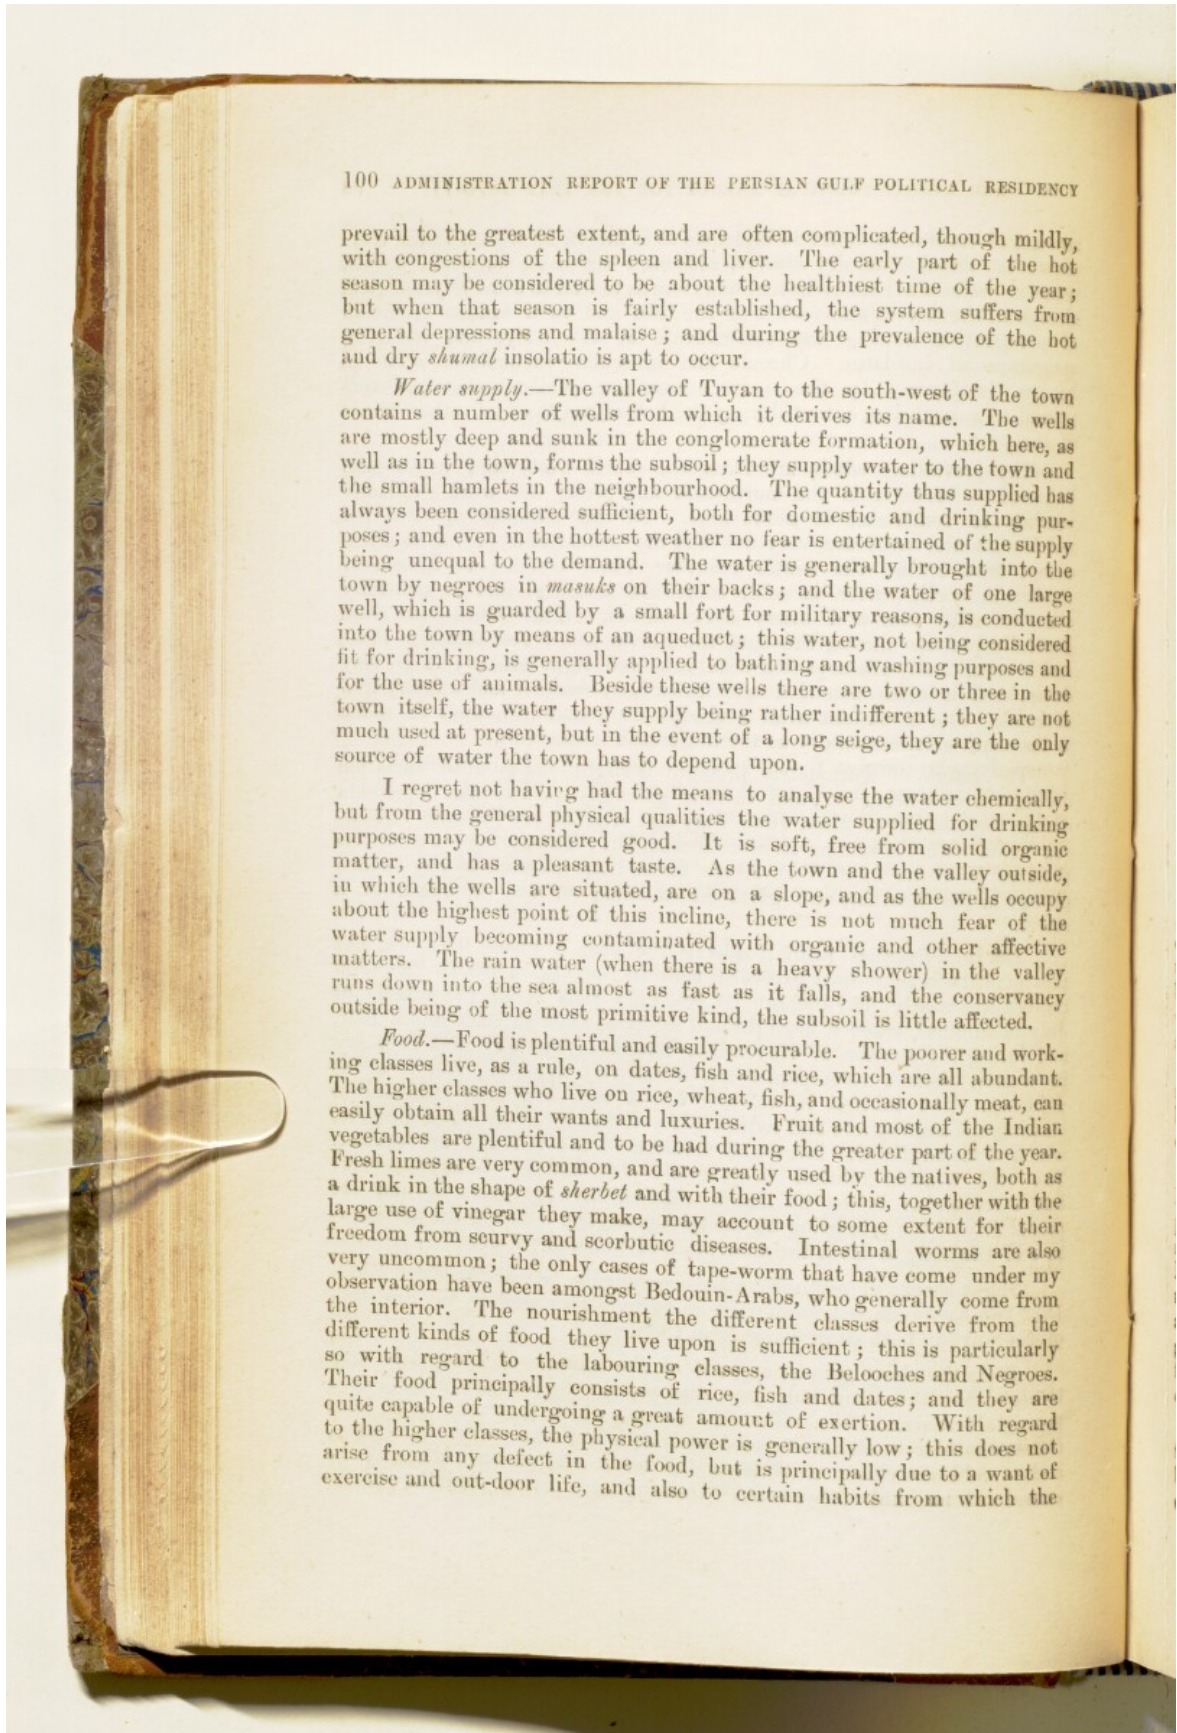 100 ADMINISTRATION REPORT OF THE PERSIAN GULF POLITICAL RESIDENCY
prevail to the greatest extent, and are often complicated, though mildly,
with congestions of the spleen and liver. The early part of the hot
season may be considered to be about the healthiest time of the year;
but when that season is fairly established, the system suffers from
general depressions and malaise; and during the prevalence of the hot
and dry shumal insolatio is apt to occur.
Water supply.—The valley of Tuyan to the south-west of the town
contains a number of wells from which it derives its name. The wells
are mostly deep and sunk in the conglomerate formation, which here, as
well as in the town, forms the subsoil; they supply water to the town and
the small hamlets in the neighbourhood. The quantity thus supplied has
always been considered sufficient, both for domestic and drinking pur-
poses; and even in the hottest weather no fear is entertained of the supply
being unequal to the demand. The water is generally brought into the
town by negroes in masuks on their backs; and the water of one large
well, which is guarded by a small fort for military reasons, is conducted
into the town by means of an aqueduct; this water, not being considered
fit for drinking, is generally applied to bathing and washing purposes and
for the use of animals. Beside these wells there are two or three in the
town itself, the water they supply being rather indifferent; they are not
much used at present, but in the event of a long seige, they are the only
source of water the town has to depend upon.
I regret not having had the means to analyse the water chemically,
but from the general physical qualities the water supplied for drinking
purposes may be considered good. It is soft, free from solid organic
matter, and has a pleasant taste. As the town and the valley outside,
in which the wells are situated, are on a slope, and as the wells occupy
about the highest point of this incline, there is not much fear of the
water supply becoming contaminated with organic and other affective
matters. The rain water (when there is a heavy shower) in the valley
runs down into the sea almost as fast as it falls, and the conservancy
outside being of the most primitive kind, the subsoil is little affected.
Food.—Food is plentiful and easily procurable. The poorer and work-
ing classes live, as a rule, on dates, fish and rice, which are all abundant.
The higher classes who live on rice, wheat, fish, and occasionally meat, can
easily obtain all their wants and luxuries. Fruit and most of the Indian
vegetables are plentiful and to be had during the greater part of the year.
Fresh limes are very common, and are greatly used by the natives, both as
a drink in the shape of sherbet and with their food; this, together with the
large use of vinegar they make, may account to some extent for their
freedom from scurvy and scorbutic diseases. Intestinal worms are also
very uncommon; the only cases of tape-worm that have come under my
observation have been amongst Bedouin-Arabs, who generally come from
the interior. The nourishment the different classes derive from the
different kinds of food they live upon is sufficient; this is particularly
so with regard to the labouring classes, the Belooches and Negroes.
Their food principally consists of rice, fish and dates; and they are
quite capable of undergoing a great amount of exertion. With regard
to the higher classes, the physical power is generally low; this does not
arise from any defect in the food, but is principally due to a want of
exercise and out-door life, and also to certain habits from which the